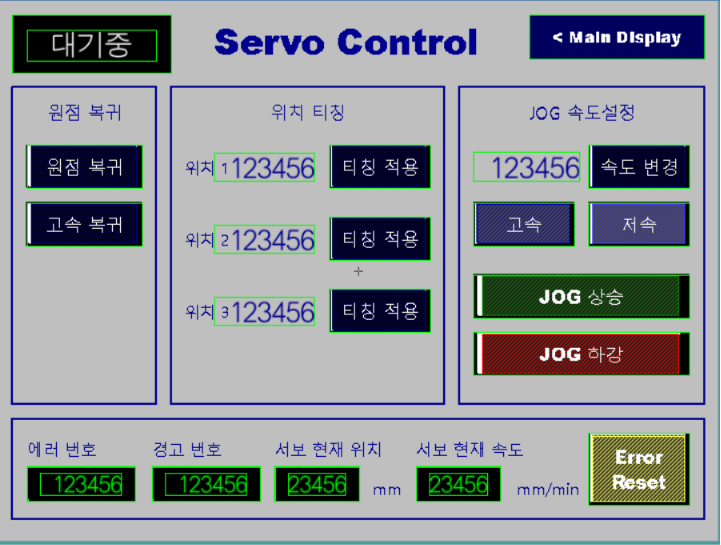 대기중
Servo Control
< Main Display
원점 복귀
원점 복귀
고속 복귀
위치 티칭
위치 1 123456 티칭 적용
위치 2 123456 티칭 적용
위치 3 123456 티칭 적용
JOG 속도설정
123456 속도 변경
고속 저속
JOG 상승
JOG 하강
에러 번호 경고 번호 서보 현재 위치 서보 현재 속도
123456 123456 23456 mm 23456 mm/min
Error
Reset